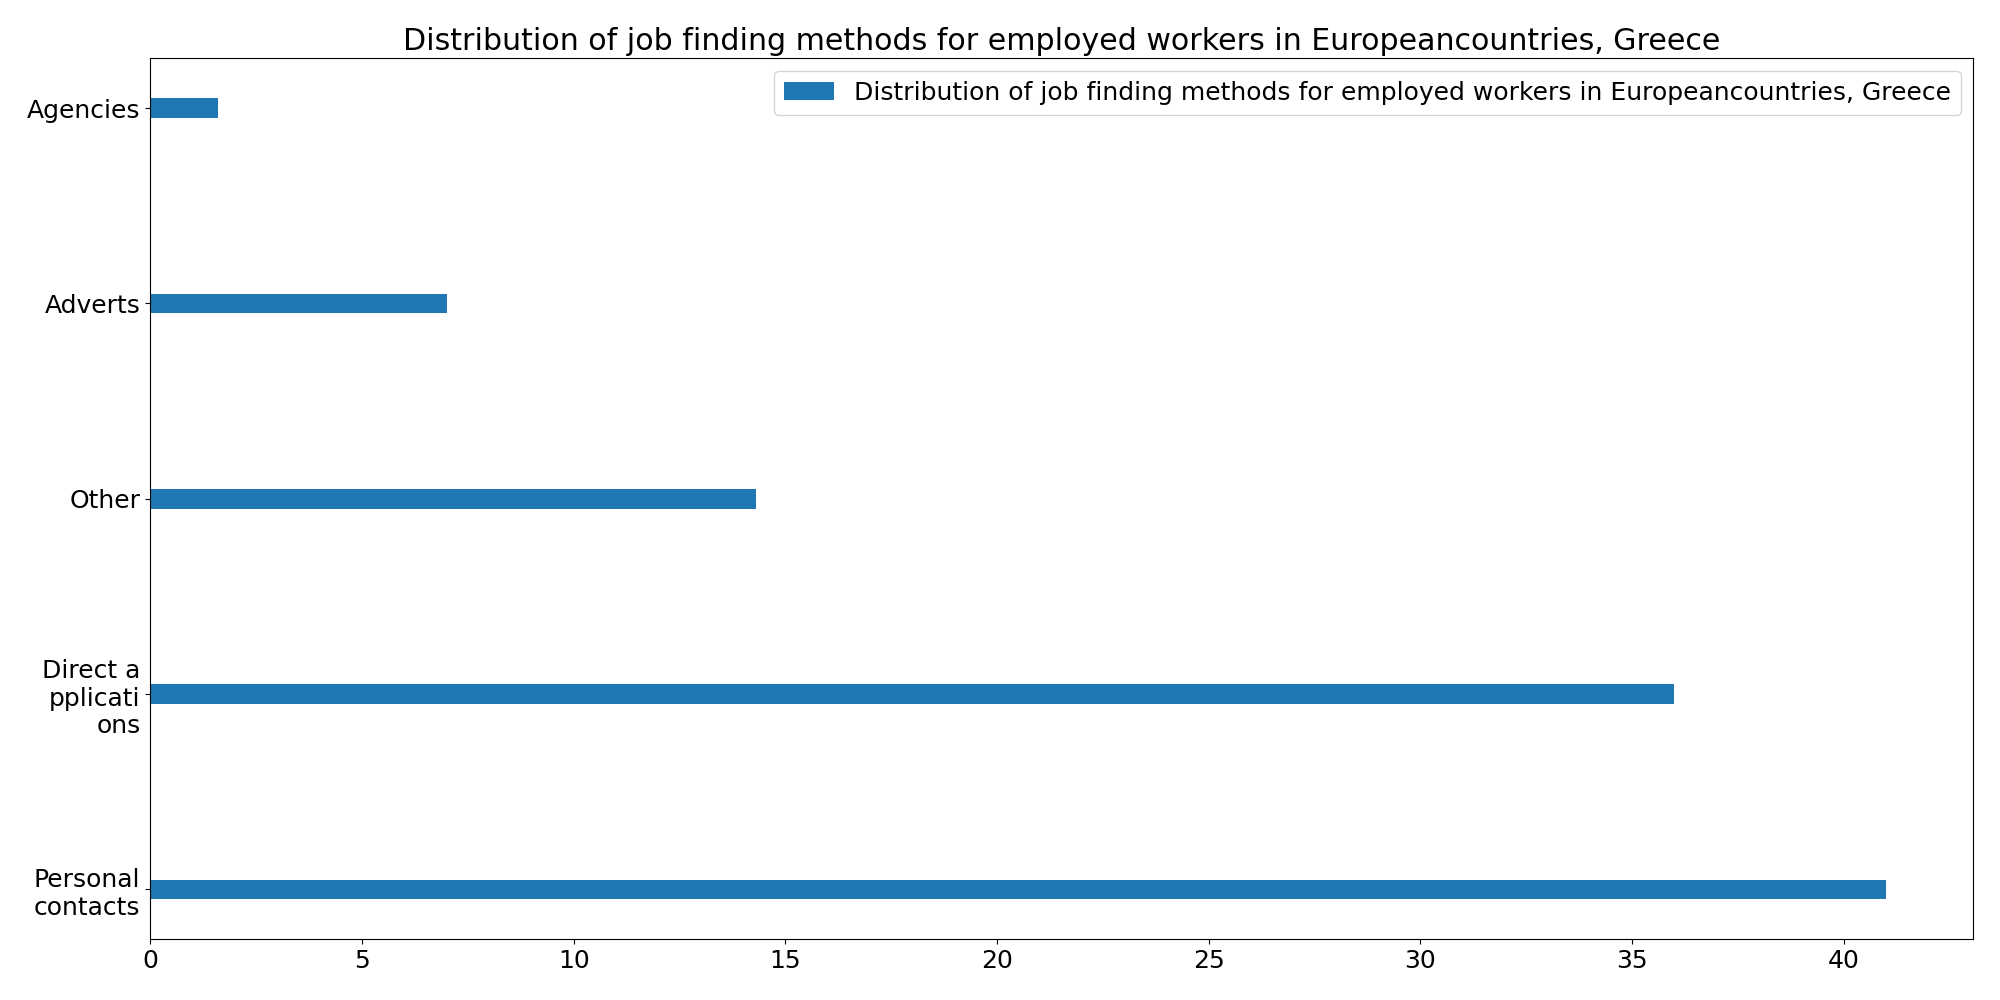 Distribution of job finding methods for employed workers in Europeancountries, Greece
Distribution of job finding methods for employed workers in Europeancountries, Greece
Agencies
Adverts
Other
Direct a
pplicati
ons
Personal
contacts
0 5 10 15 20 25 30 35 40